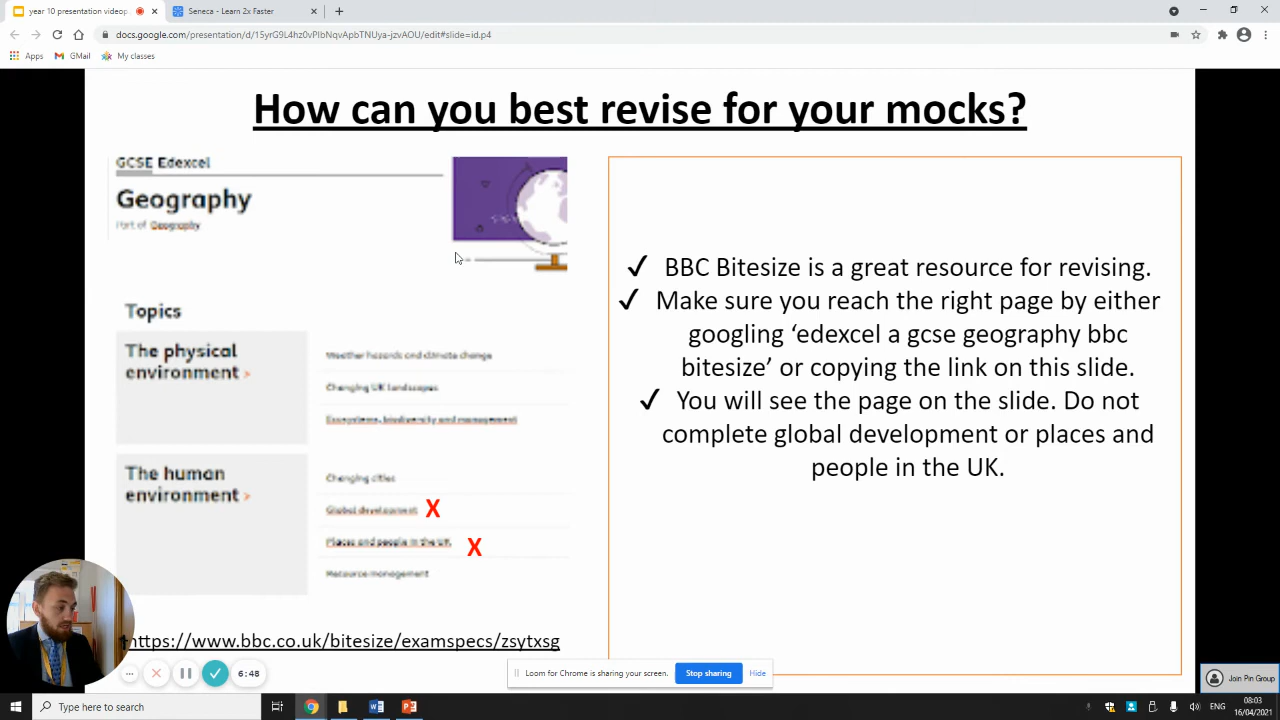 year 10 presentation videop
Seneca - Learn 2x Faster
docs.google.com/presentation/d/15yrG9L4hz0vPlbNqvApbTNUya-jzvAOU/edit#slide=id.p4
Apps
GMail
My classes
How can you best revise for your mocks?
GCSE Edexcel
Geography
Part of Geography
Topics
The physical
environment >
Weather hazards and climate change
Changing UK landscapes
Ecosystems, biodiversity and management
The human
environment >
Changing cities
Global development X
Places and people in the UK X
Resource management
https://www.bbc.co.uk/bitesize/examspecs/zsytxsg
✓ BBC Bitesize is a great resource for revising.
✓ Make sure you reach the right page by either
googling ‘edexcel a gcse geography bbc
bitesize’ or copying the link on this slide.
✓ You will see the page on the slide. Do not
complete global development or places and
people in the UK.
6:48
Loom for Chrome is sharing your screen.
Stop sharing
Hide
Join Pin Group
Type here to search
ENG
08:03
16/04/2021